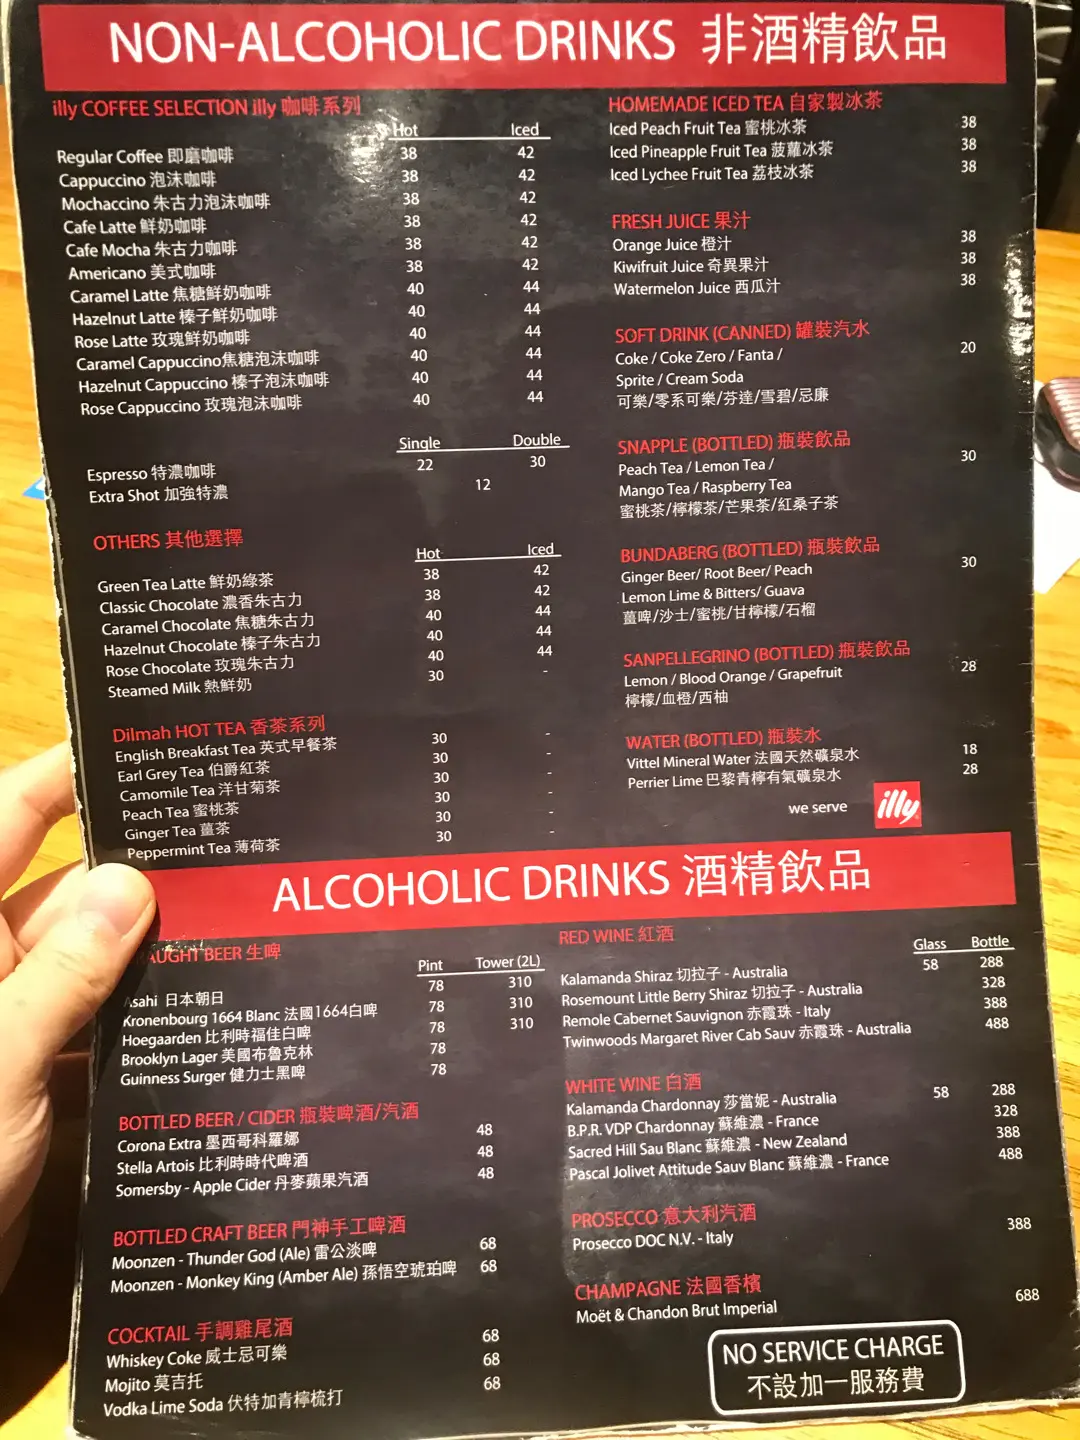 NON-ALCOHOLIC DRINKS 非酒精飲品
illy COFFEE SELECTION illy 咖啡系列
Hot Iced
Regular Coffee 即磨咖啡 38 42
Cappuccino 泡沫咖啡 38 42
Mochaccino 朱古力泡沫咖啡 38 42
Cafe Latte 鮮奶咖啡 38 42
Cafe Mocha 朱古力咖啡 38 42
Americano 美式咖啡 38 42
Caramel Latte 焦糖鮮奶咖啡 40 44
Hazelnut Latte 榛子鮮奶咖啡 40 44
Rose Latte 玫瑰鮮奶咖啡 40 44
Caramel Cappuccino焦糖泡沫咖啡 40 44
Hazelnut Cappuccino 榛子泡沫咖啡 40 44
Rose Cappuccino 玫瑰泡沫咖啡 40 44
Single Double
Espresso 特濃咖啡 22 30
Extra Shot 加強特濃 12
OTHERS 其他選擇
Hot Iced
Green Tea Latte 鮮奶綠茶 38 42
Classic Chocolate 濃香朱古力 38 42
Caramel Chocolate 焦糖朱古力 40 44
Hazelnut Chocolate 榛子朱古力 40 44
Rose Chocolate 玫瑰朱古力 40 44
Steamed Milk 熱鮮奶 30 -
Dilmah HOT TEA 香茶系列
English Breakfast Tea 英式早餐茶 30 -
Earl Grey Tea 伯爵紅茶 30 -
Camomile Tea 洋甘菊茶 30 -
Peach Tea 蜜桃茶 30 -
Ginger Tea 薑茶 30 -
Peppermint Tea 薄荷茶 30 -
HOMEMADE ICED TEA 自家製冰茶
Iced Peach Fruit Tea 蜜桃冰茶 38
Iced Pineapple Fruit Tea 菠蘿冰茶 38
Iced Lychee Fruit Tea 荔枝冰茶 38
FRESH JUICE 果汁
Orange Juice 橙汁 38
Kiwifruit Juice 奇異果汁 38
Watermelon Juice 西瓜汁 38
SOFT DRINK (CANNED) 罐裝汽水
Coke / Coke Zero / Fanta / 20
Sprite / Cream Soda
可樂/零系可樂/芬達/雪碧/忌廉
SNAPPLE (BOTTLED) 瓶裝飲品
Peach Tea / Lemon Tea / 30
Mango Tea / Raspberry Tea
蜜桃茶/檸檬茶/芒果茶/紅桑子茶
BUNDABERG (BOTTLED) 瓶裝飲品
Ginger Beer/ Root Beer/ Peach 30
Lemon Lime & Bitters/ Guava
薑啤/沙士/蜜桃/甘檸檬/石榴
SANPELLEGRINO (BOTTLED) 瓶裝飲品
Lemon / Blood Orange / Grapefruit 28
檸檬/血橙/西柚
WATER (BOTTLED) 瓶裝水
Vittel Mineral Water 法國天然礦泉水 18
Perrier Lime 巴黎青檸有氣礦泉水 28
we serve illy
ALCOHOLIC DRINKS 酒精飲品
AUGHT BEER 生啤
Pint Tower (2L)
Asahi 日本朝日 78 310
Kronenbourg 1664 Blanc 法國1664白啤 78 310
Hoegaarden 比利時福佳白啤 78 310
Brooklyn Lager 美國布魯克林 78
Guinness Surger 健力士黑啤 78
BOTTLED BEER / CIDER 瓶裝啤酒/汽酒
Corona Extra 墨西哥科羅娜 48
Stella Artois 比利時時代啤酒 48
Somersby - Apple Cider 丹麥蘋果汽酒 48
BOTTLED CRAFT BEER 門神手工啤酒
Moonzen - Thunder God (Ale) 雷公淡啤 68
Moonzen - Monkey King (Amber Ale) 孫悟空琥珀啤 68
COCKTAIL 手調雞尾酒
Whiskey Coke 威士忌可樂 68
Mojito 莫吉托 68
Vodka Lime Soda 伏特加青檸梳打 68
RED WINE 紅酒
Glass Bottle
Kalamanda Shiraz 切拉子 - Australia 58 288
Rosemount Little Berry Shiraz 切拉子 - Australia 328
Remole Cabernet Sauvignon 赤霞珠 - Italy 388
Twinwoods Margaret River Cab Sauv 赤霞珠 - Australia 488
WHITE WINE 白酒
Kalamanda Chardonnay 莎當妮 - Australia 58 288
B.P.R. VDP Chardonnay 蘇維濃 - France 328
Sacred Hill Sau Blanc 蘇維濃 - New Zealand 388
Pascal Jolivet Attitude Sauv Blanc 蘇維濃 - France 488
PROSECCO 意大利汽酒
Prosecco DOC N.V. - Italy 388
CHAMPAGNE 法國香檳
Moët & Chandon Brut Imperial 688
NO SERVICE CHARGE
不設加一服務費